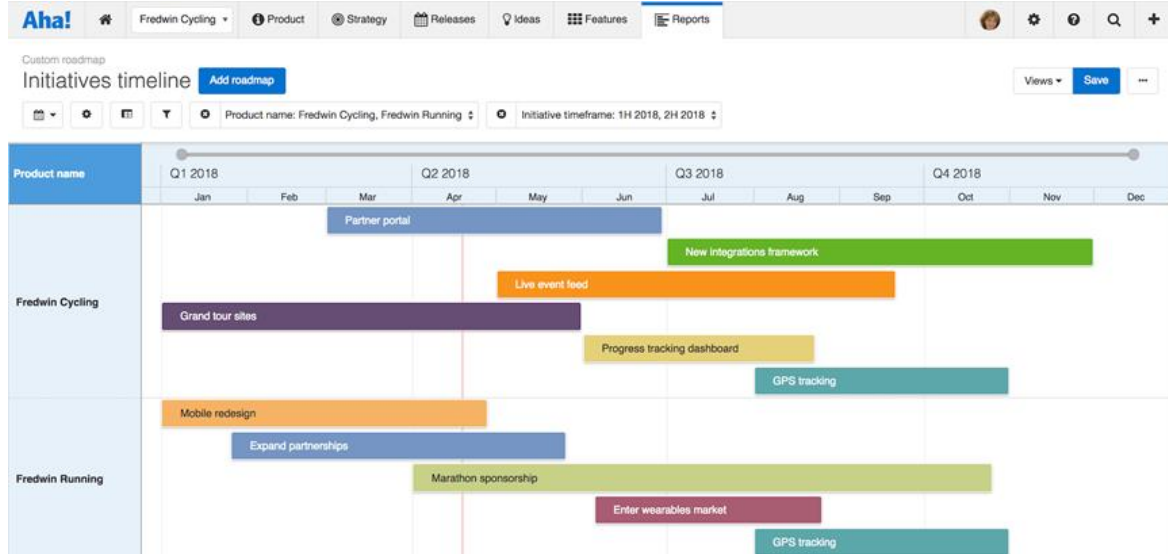 Aha! Fredwin Cycling Product Strategy Releases Ideas Features Reports
Custom roadmap
Initiatives timeline Add roadmap Views Save
Product name: Fredwin Cycling, Fredwin Running Initiative timeframe: 1H 2018, 2H 2018
Product name Q1 2018 Q2 2018 Q3 2018 Q4 2018
Jan Feb Mar Apr May Jun Jul Aug Sep Oct Nov Dec
Partner portal
New integrations framework
Live event feed
Fredwin Cycling
Grand tour sites
Progress tracking dashboard
GPS tracking
Mobile redesign
Expand partnerships
Fredwin Running
Marathon sponsorship
Enter wearables market
GPS tracking